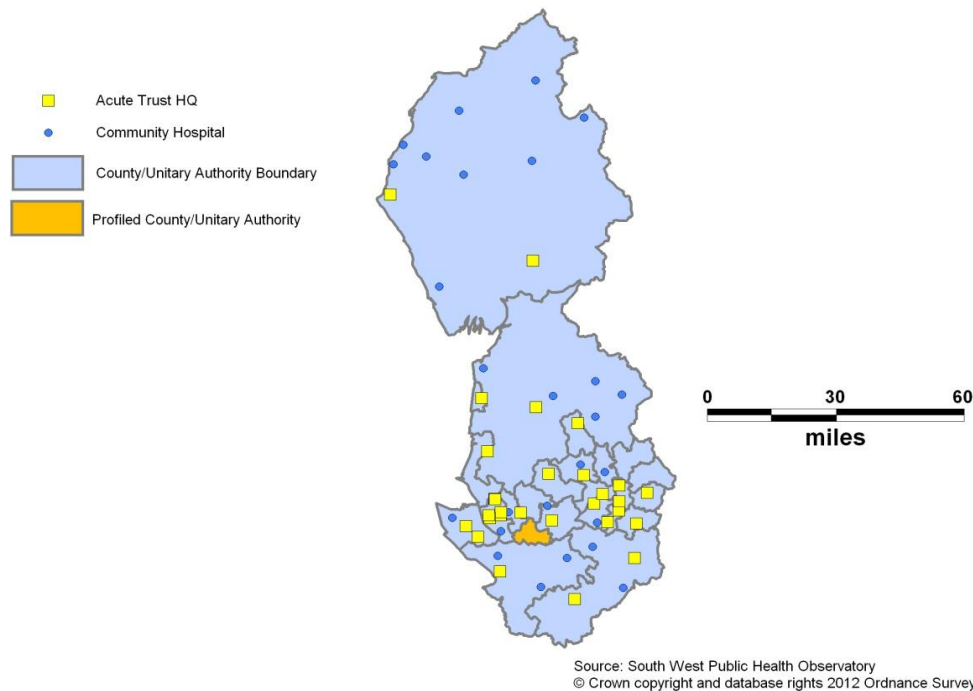 Acute Trust HQ
Community Hospital
County/Unitary Authority Boundary
Profiled County/Unitary Authority
0 30 60
miles
Source: South West Public Health Observatory
© Crown copyright and database rights 2012 Ordnance Survey